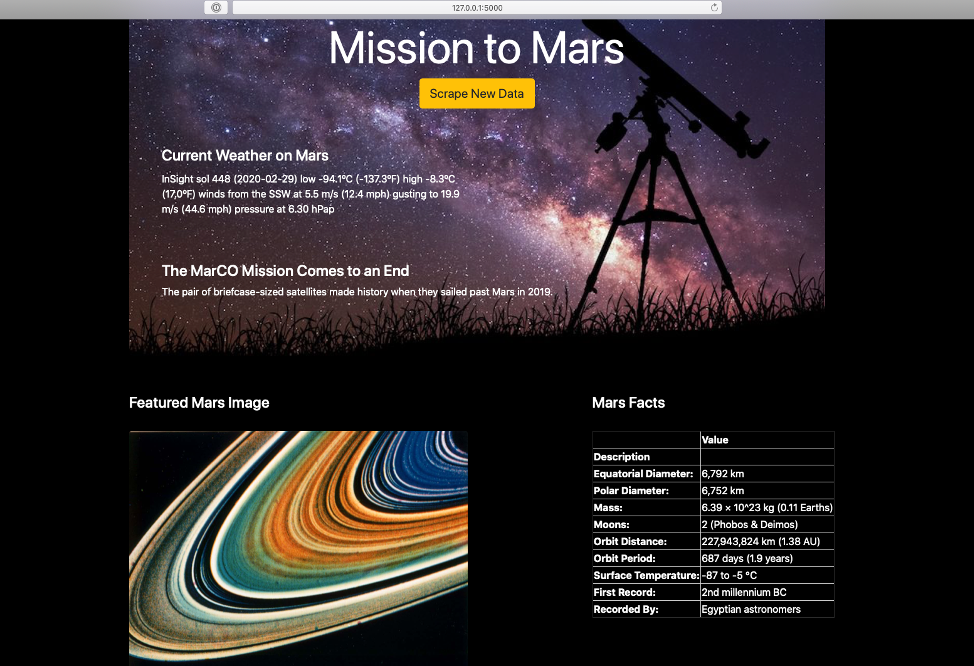 127.0.0.1:5000
Mission to Mars
Scrape New Data
Current Weather on Mars
InSight sol 448 (2020-02-29) low -94.1ºC (-137.3ºF) high -8.3ºC
(17.0ºF) winds from the SSW at 5.5 m/s (12.4 mph) gusting to 19.9
m/s (44.6 mph) pressure at 6.30 hPap
The MarCO Mission Comes to an End
The pair of briefcase-sized satellites made history when they sailed past Mars in 2019.
Featured Mars Image
Mars Facts
Value
Description
Equatorial Diameter: 6,792 km
Polar Diameter: 6,752 km
Mass: 6.39 × 10^23 kg (0.11 Earths)
Moons: 2 (Phobos & Deimos)
Orbit Distance: 227,943,824 km (1.38 AU)
Orbit Period: 687 days (1.9 years)
Surface Temperature: -87 to -5 °C
First Record: 2nd millennium BC
Recorded By: Egyptian astronomers